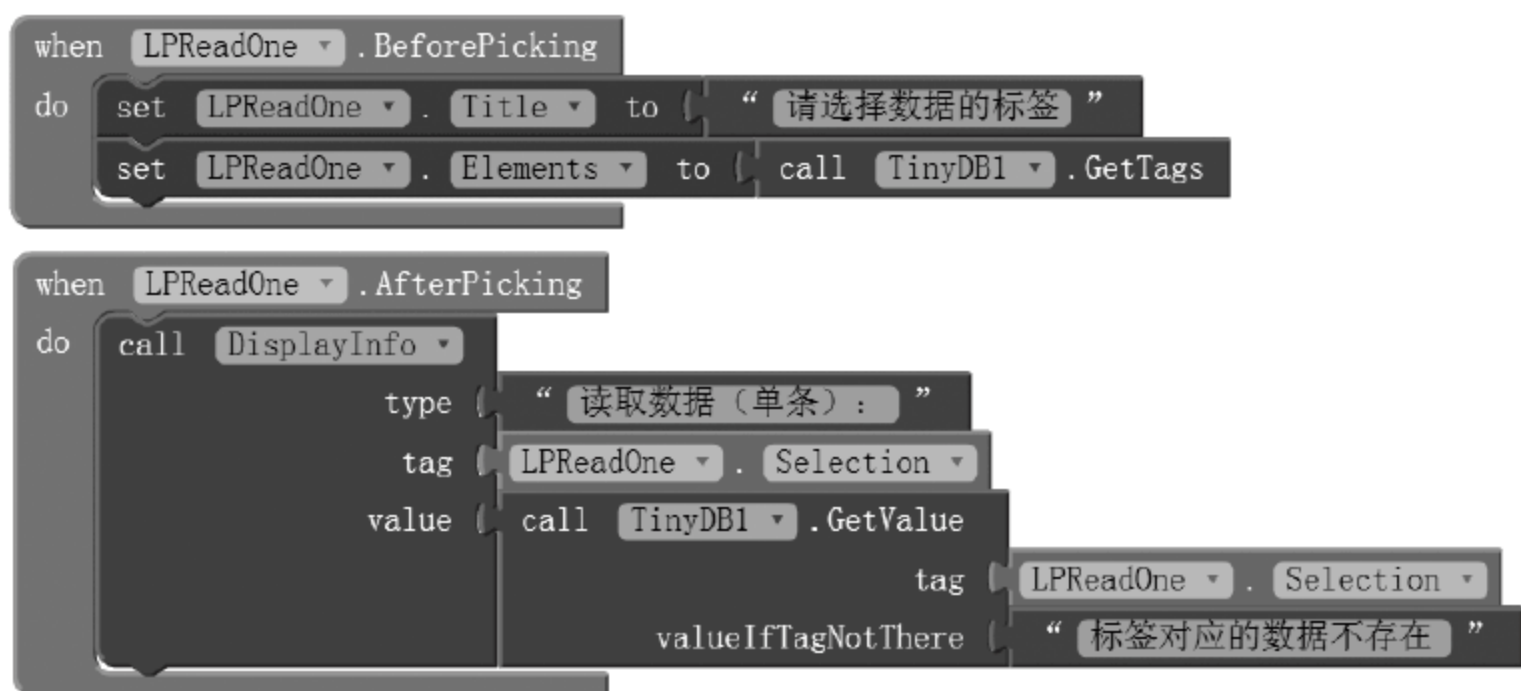 when LPReadOne .BeforePicking
do set LPReadOne . Title to “ 请选择数据的标签 ”
set LPReadOne . Elements to call TinyDB1 .GetTags
when LPReadOne .AfterPicking
do call DisplayInfo
type “ 读取数据（单条）： ”
tag LPReadOne . Selection
value call TinyDB1 .GetValue
tag LPReadOne . Selection
valueIfTagNotThere “ 标签对应的数据不存在 ”